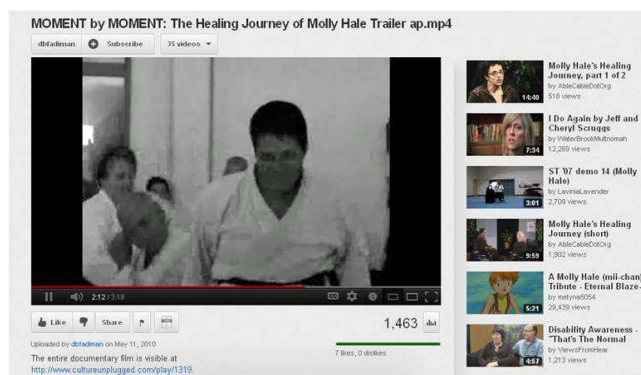 MOMENT by MOMENT: The Healing Journey of Molly Hale Trailer ap.mp4
dbfadiman
Subscribe
35 videos
2:12 / 3:18
CC
Like
Share
1,463
Uploaded by dbfadiman on May 11, 2010
7 likes, 0 dislikes
The entire documentary film is visible at
http://www.cultureunplugged.com/play/1319.
14:40
Molly Hale's Healing
Journey, part 1 of 2
by AbleCableDotOrg
518 views
7:34
I Do Again by Jeff and
Cheryl Scruggs
by WaterBrookMultnomah
12,289 views
3:01
ST '07 demo 14 (Molly
Hale)
by LaviniaLavender
2,709 views
9:59
Molly Hale's Healing
Journey (short)
by AbleCableDotOrg
1,902 views
5:21
A Molly Hale (mii-chan)
Tribute - Eternal Blaze-
by metyna5054
29,439 views
4:57
Disability Awareness -
"That's The Normal
by ViewsFromHear
1,213 views